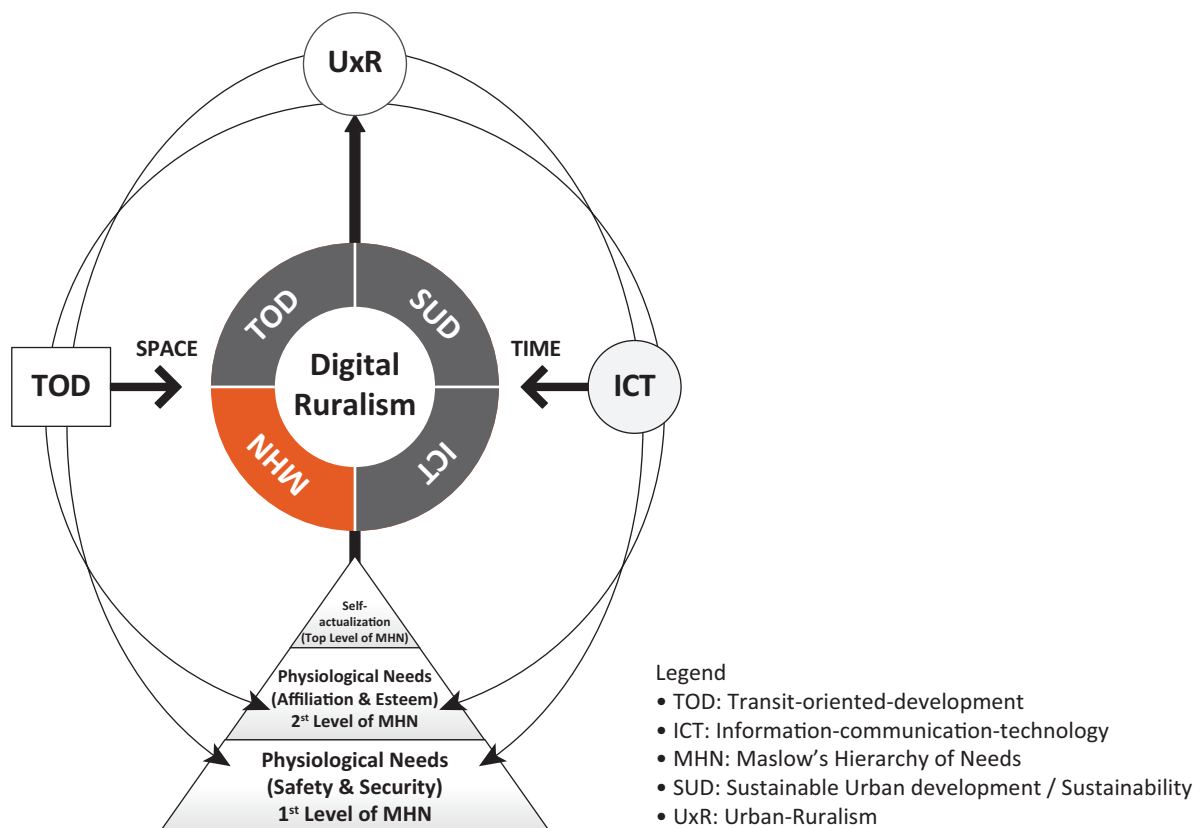 UxR
TOD
SUD
SPACE
TIME
TOD
Digital
Ruralism
ICT
MHN
ICT
Self-
actualization
(Top Level of MHN)
Physiological Needs
(Affiliation & Esteem)
2st Level of MHN
Physiological Needs
(Safety & Security)
1st Level of MHN
Legend
• TOD: Transit-oriented-development
• ICT: Information-communication-technology
• MHN: Maslow's Hierarchy of Needs
• SUD: Sustainable Urban development / Sustainability
• UxR: Urban-Ruralism